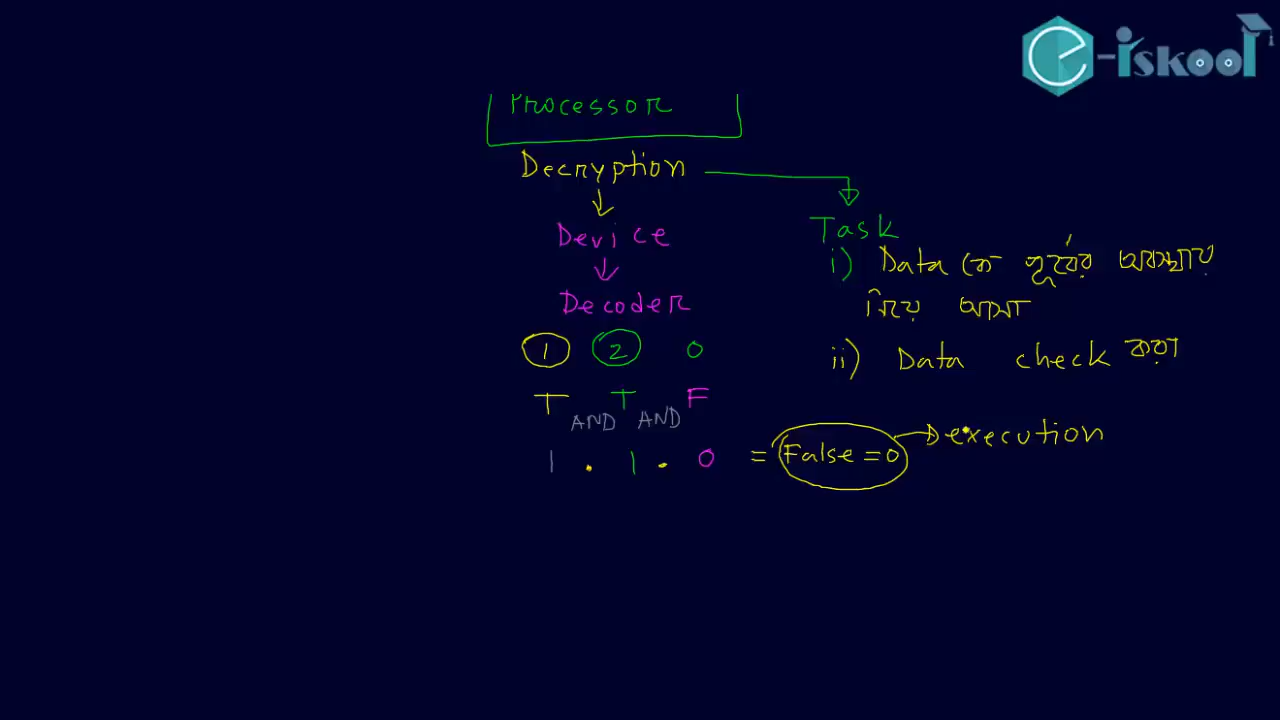 e-iskool
Processor
Decryption
Device
Decoder
1 2 0
T T F
AND AND
1 . 1 . 0 = False = 0
Task
i) Data কে পূর্বের অবস্থায়
নিয়ে আসা
ii) Data check করা
Dexecution